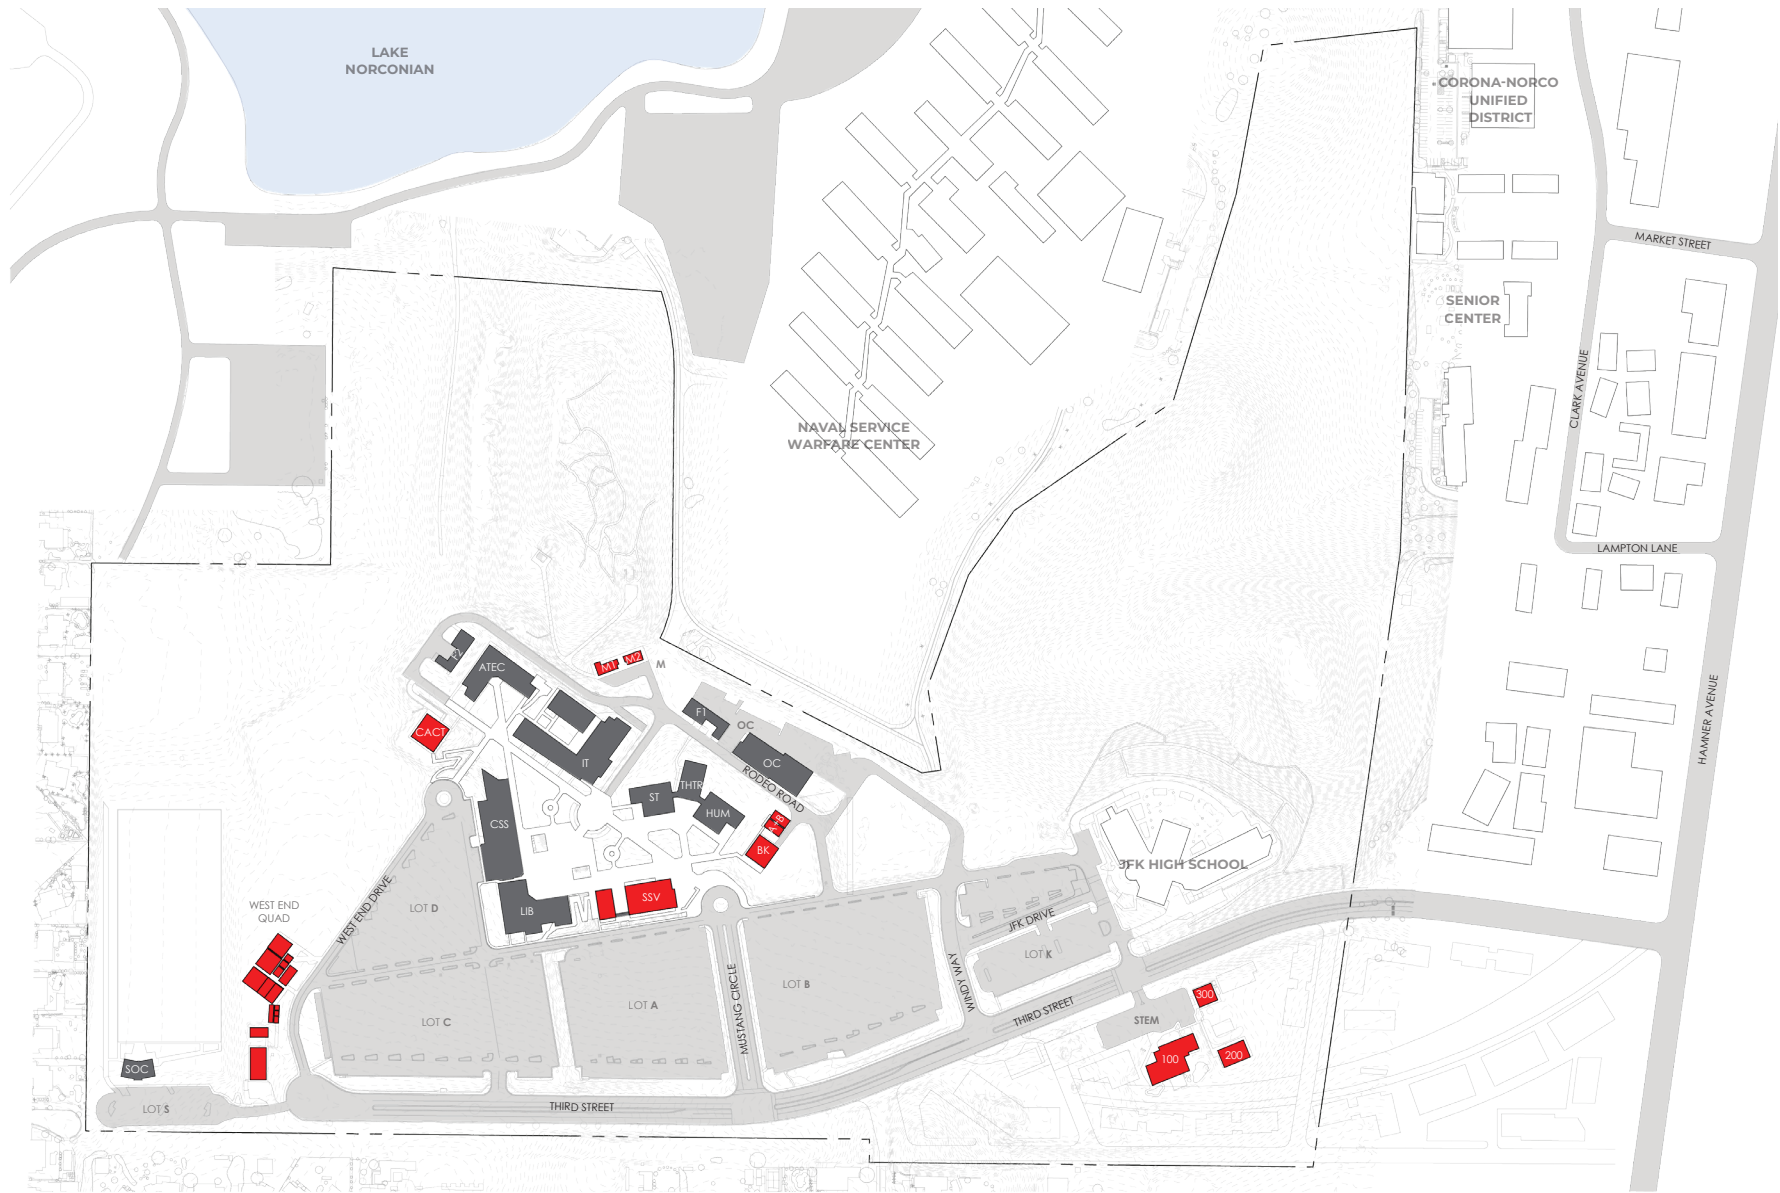 LAKE
NORCONIAN
CORONA-NORCO
UNIFIED
DISTRICT
MARKET STREET
SENIOR
CENTER
CLARK AVENUE
NAVAL SERVICE
WARFARE CENTER
LAMPTON LANE
HAMNER AVENUE
F2
ATEC
M1
M2
M
F1
OC
CACT
IT
OC
RODEO ROAD
THTR
ST
HUM
A+B
BK
CSS
JFK HIGH SCHOOL
SSV
LIB
LOT D
WEST END
QUAD
WEST END DRIVE
JFK DRIVE
LOT K
WINDY WAY
LOT B
LOT A
LOT C
MUSTANG CIRCLE
300
THIRD STREET
STEM
100
200
SOC
LOT S
THIRD STREET